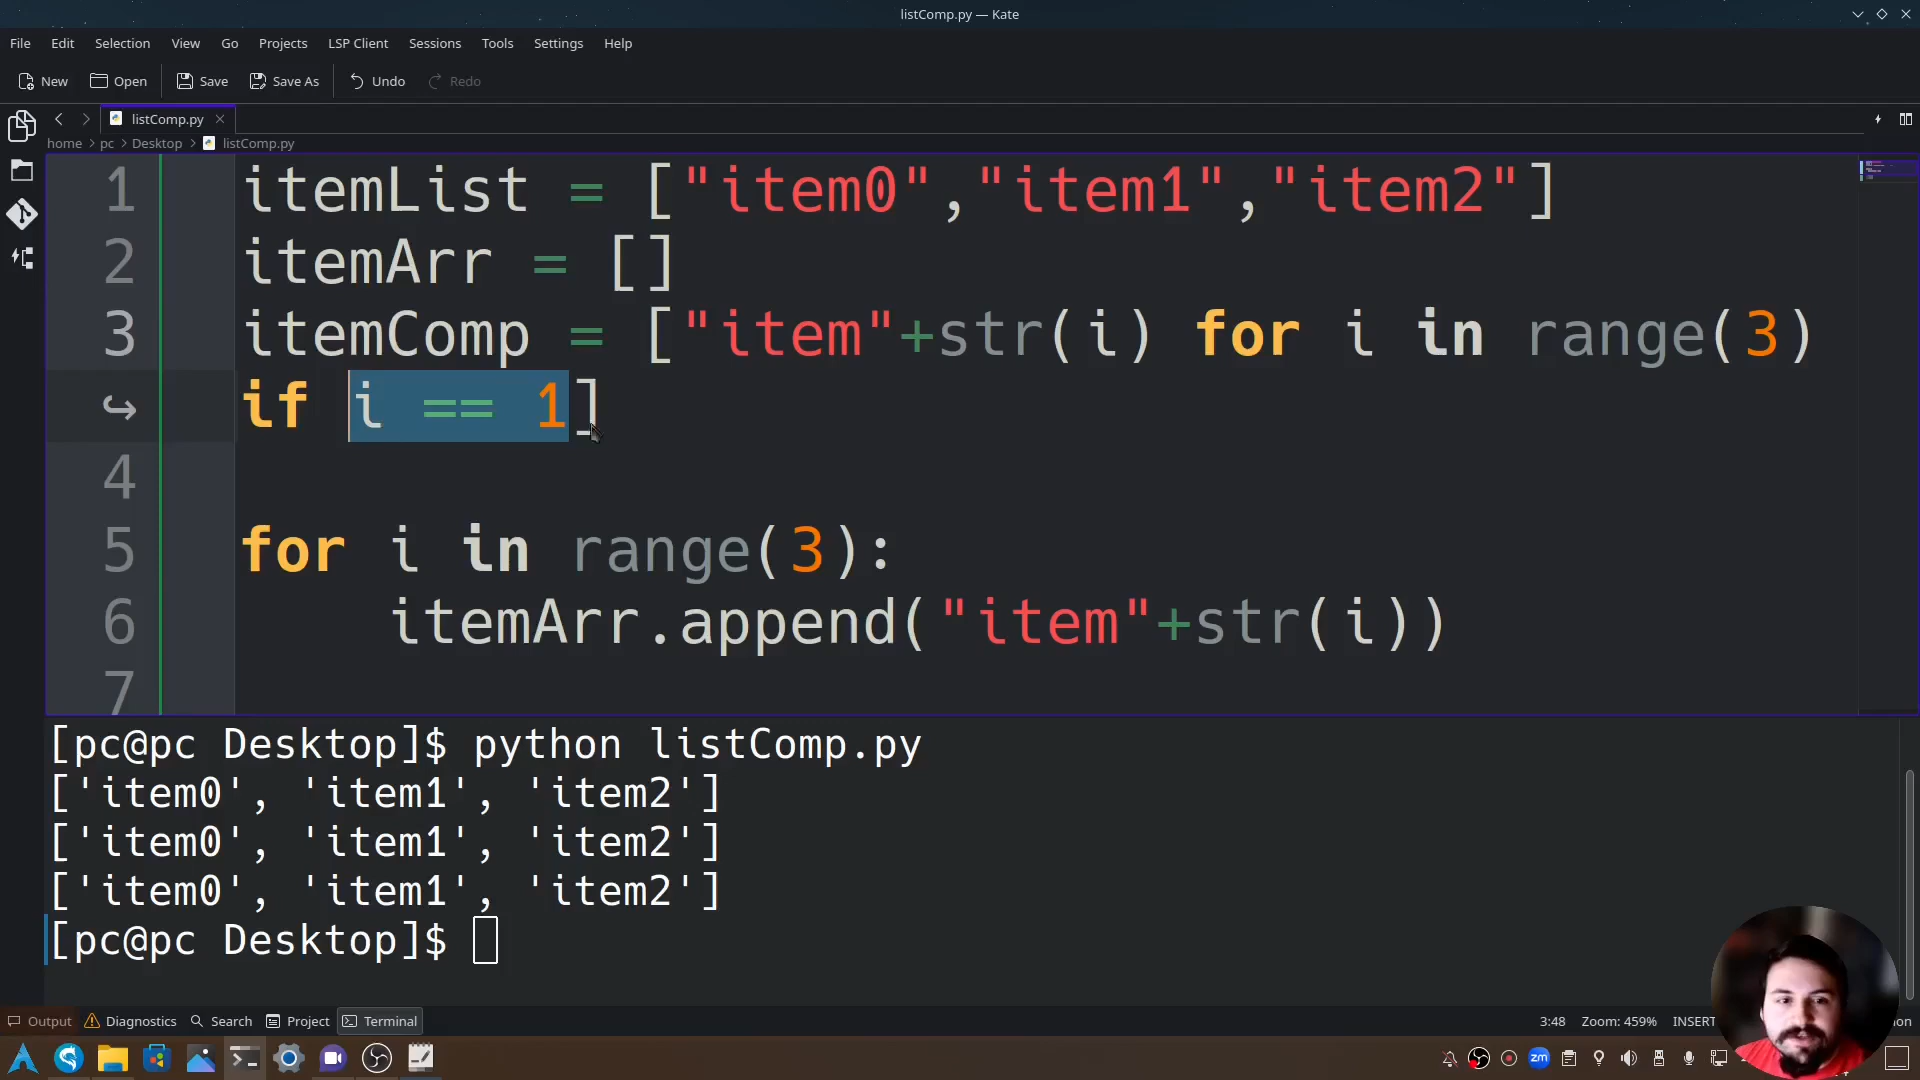 listComp.py — Kate
File Edit Selection View Go Projects LSP Client Sessions Tools Settings Help
New Open Save Save As Undo Redo
listComp.py
home > pc > Desktop > listComp.py
1 itemList = ["item0","item1", "item2"]
2 itemArr = []
3 itemComp = ["item"+str(i) for i in range(3)
↪ if i == 1]
4
5 for i in range(3):
6 itemArr.append("item"+str(i))
7
[pc@pc Desktop]$ python listComp.py
['item0', 'item1', 'item2']
['item0', 'item1', 'item2']
['item0', 'item1', 'item2']
[pc@pc Desktop]$
Output Diagnostics Search Project Terminal 3:48 Zoom: 459% INSERT
zm